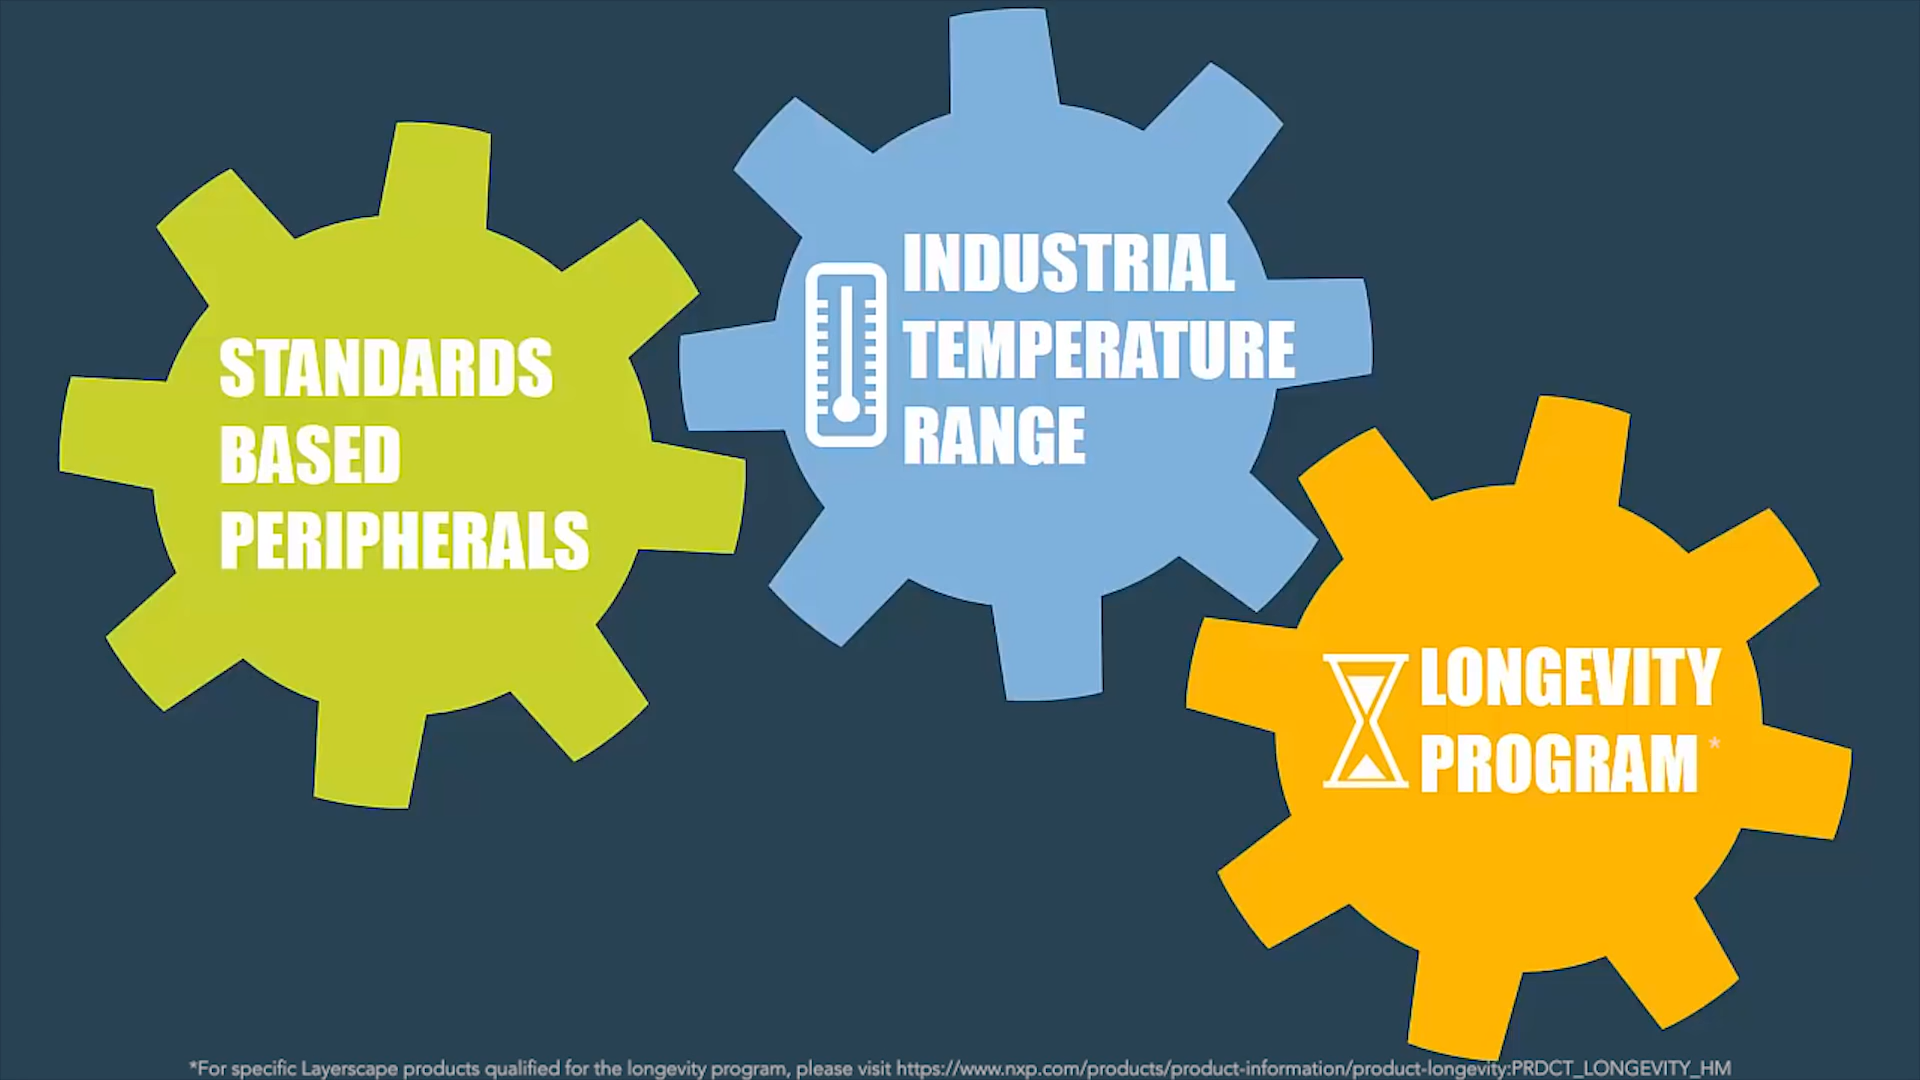 STANDARDS
BASED
PERIPHERALS
INDUSTRIAL
TEMPERATURE
RANGE
LONGEVITY
PROGRAM*
*For specific Layerscape products qualified for the longevity program, please visit https://www.nxp.com/products/product-information/product-longevity:PRDCT_LONGEVITY_HM